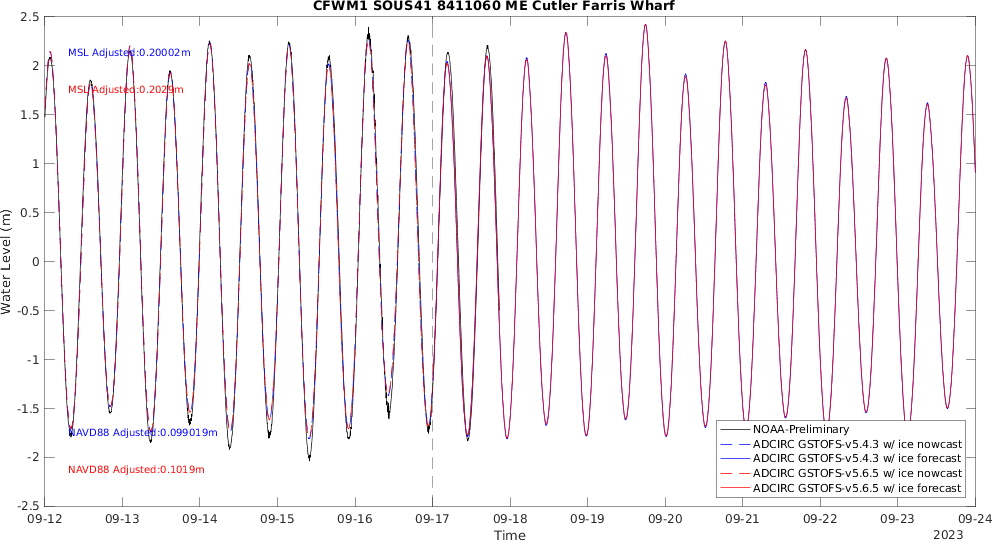 CFWM1 SOUS41 8411060 ME Cutler Farris Wharf
2.5
2
1.5
1
0.5
0
-0.5
-1
-1.5
-2
-2.5
Water Level (m)
MSL Adjusted:0.20002m
MSL Adjusted:0.2029m
NAVD88 Adjusted:0.099019m
NAVD88 Adjusted:0.1019m
NOAA-Preliminary
ADCIRC GSTOFS-v5.4.3 w/ ice nowcast
ADCIRC GSTOFS-v5.4.3 w/ ice forecast
ADCIRC GSTOFS-v5.6.5 w/ ice nowcast
ADCIRC GSTOFS-v5.6.5 w/ ice forecast
09-12 09-13 09-14 09-15 09-16 09-17 09-18 09-19 09-20 09-21 09-22 09-23 09-24
Time
2023